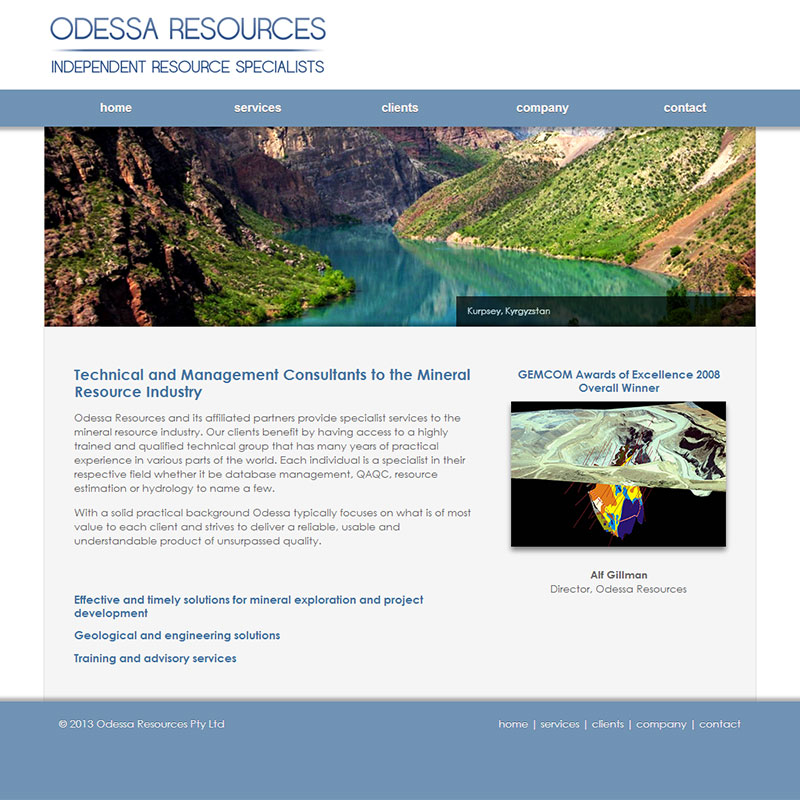 ODESSA RESOURCES
INDEPENDENT RESOURCE SPECIALISTS
home services clients company contact
Kurpsey, Kyrgyzstan
Technical and Management Consultants to the Mineral
Resource Industry
Odessa Resources and its affiliated partners provide specialist services to the
mineral resource industry. Our clients benefit by having access to a highly
trained and qualified technical group that has many years of practical
experience in various parts of the world. Each individual is a specialist in their
respective field whether it be database management, QAQC, resource
estimation or hydrology to name a few.
With a solid practical background Odessa typically focuses on what is of most
value to each client and strives to deliver a reliable, usable and
understandable product of unsurpassed quality.
Effective and timely solutions for mineral exploration and project
development
Geological and engineering solutions
Training and advisory services
GEMCOM Awards of Excellence 2008
Overall Winner
Alf Gillman
Director, Odessa Resources
© 2013 Odessa Resources Pty Ltd
home | services | clients | company | contact